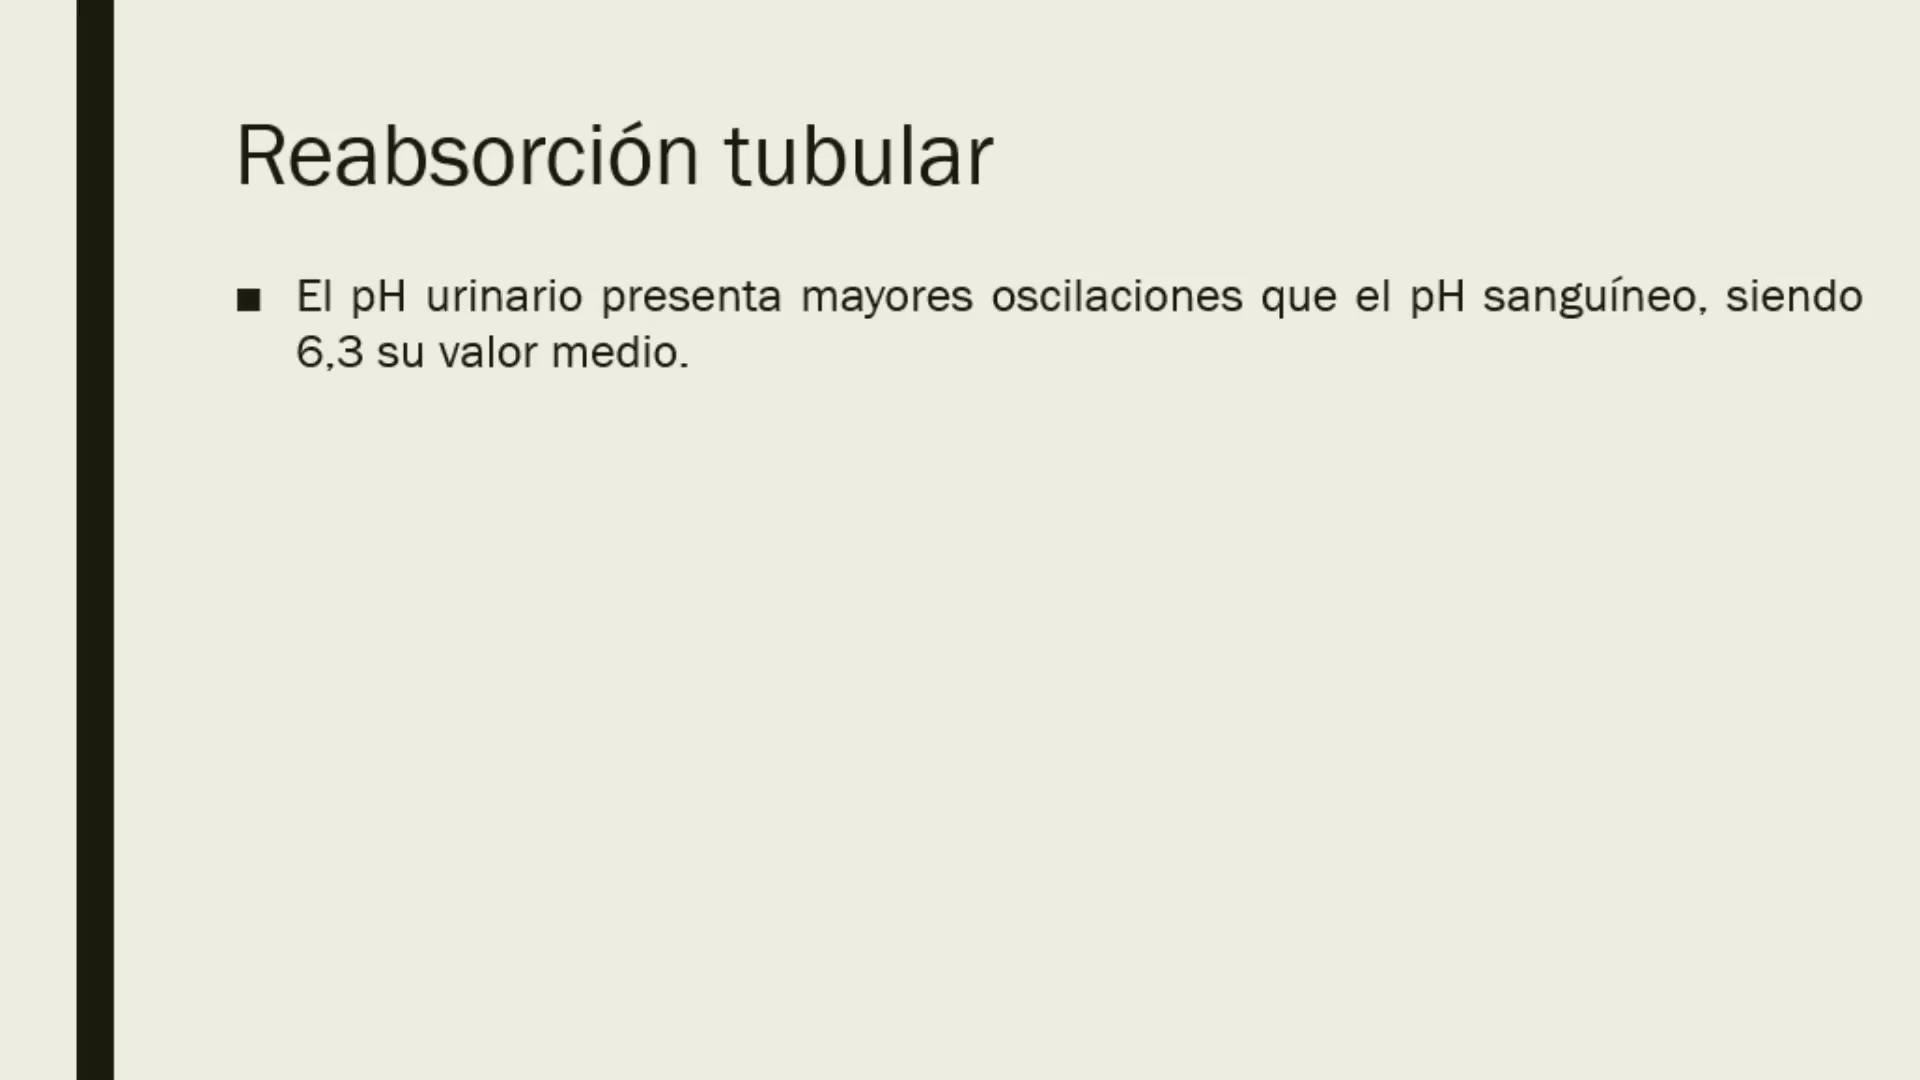 Reabsorción tubular
■ El pH urinario presenta mayores oscilaciones que el pH sanguíneo, siendo
6,3 su valor medio.